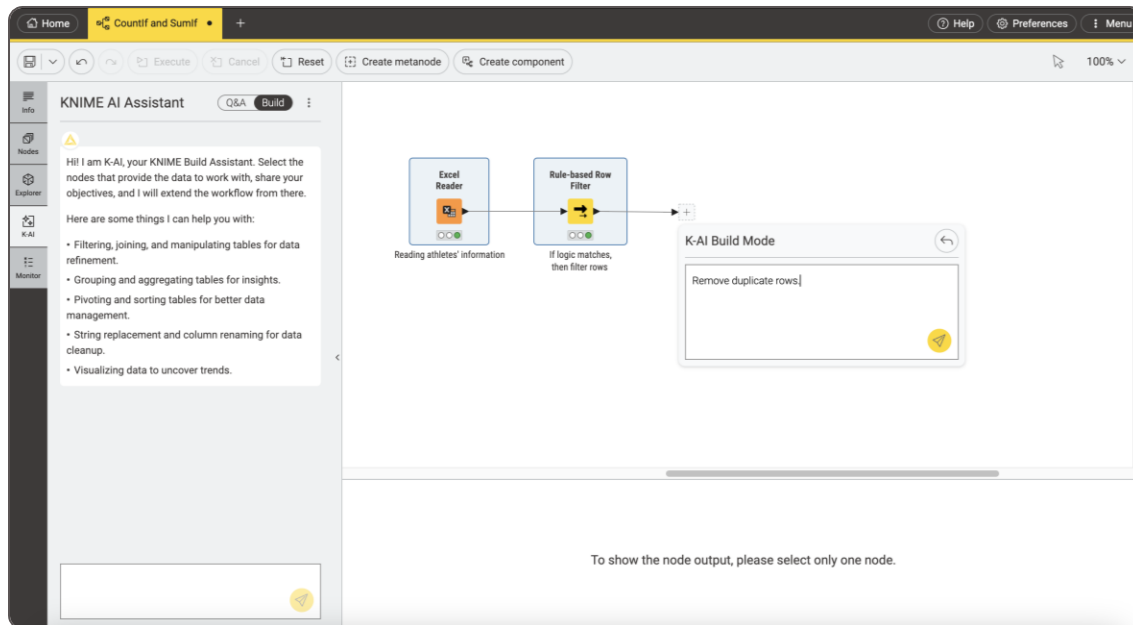 Home
CountIf and SumIf
+
Help
Preferences
Menu
Execute
Cancel
Reset
Create metanode
Create component
100%
Info
Nodes
Explorer
K-AI
Monitor
KNIME AI Assistant
Q&A
Build
Hi! I am K-AI, your KNIME Build Assistant. Select the
nodes that provide the data to work with, share your
objectives, and I will extend the workflow from there.
Here are some things I can help you with:
• Filtering, joining, and manipulating tables for data
refinement.
• Grouping and aggregating tables for insights.
• Pivoting and sorting tables for better data
management.
• String replacement and column renaming for data
cleanup.
• Visualizing data to uncover trends.
Excel
Reader
Reading athletes' information
Rule-based Row
Filter
If logic matches,
then filter rows
K-AI Build Mode
Remove duplicate rows.
To show the node output, please select only one node.